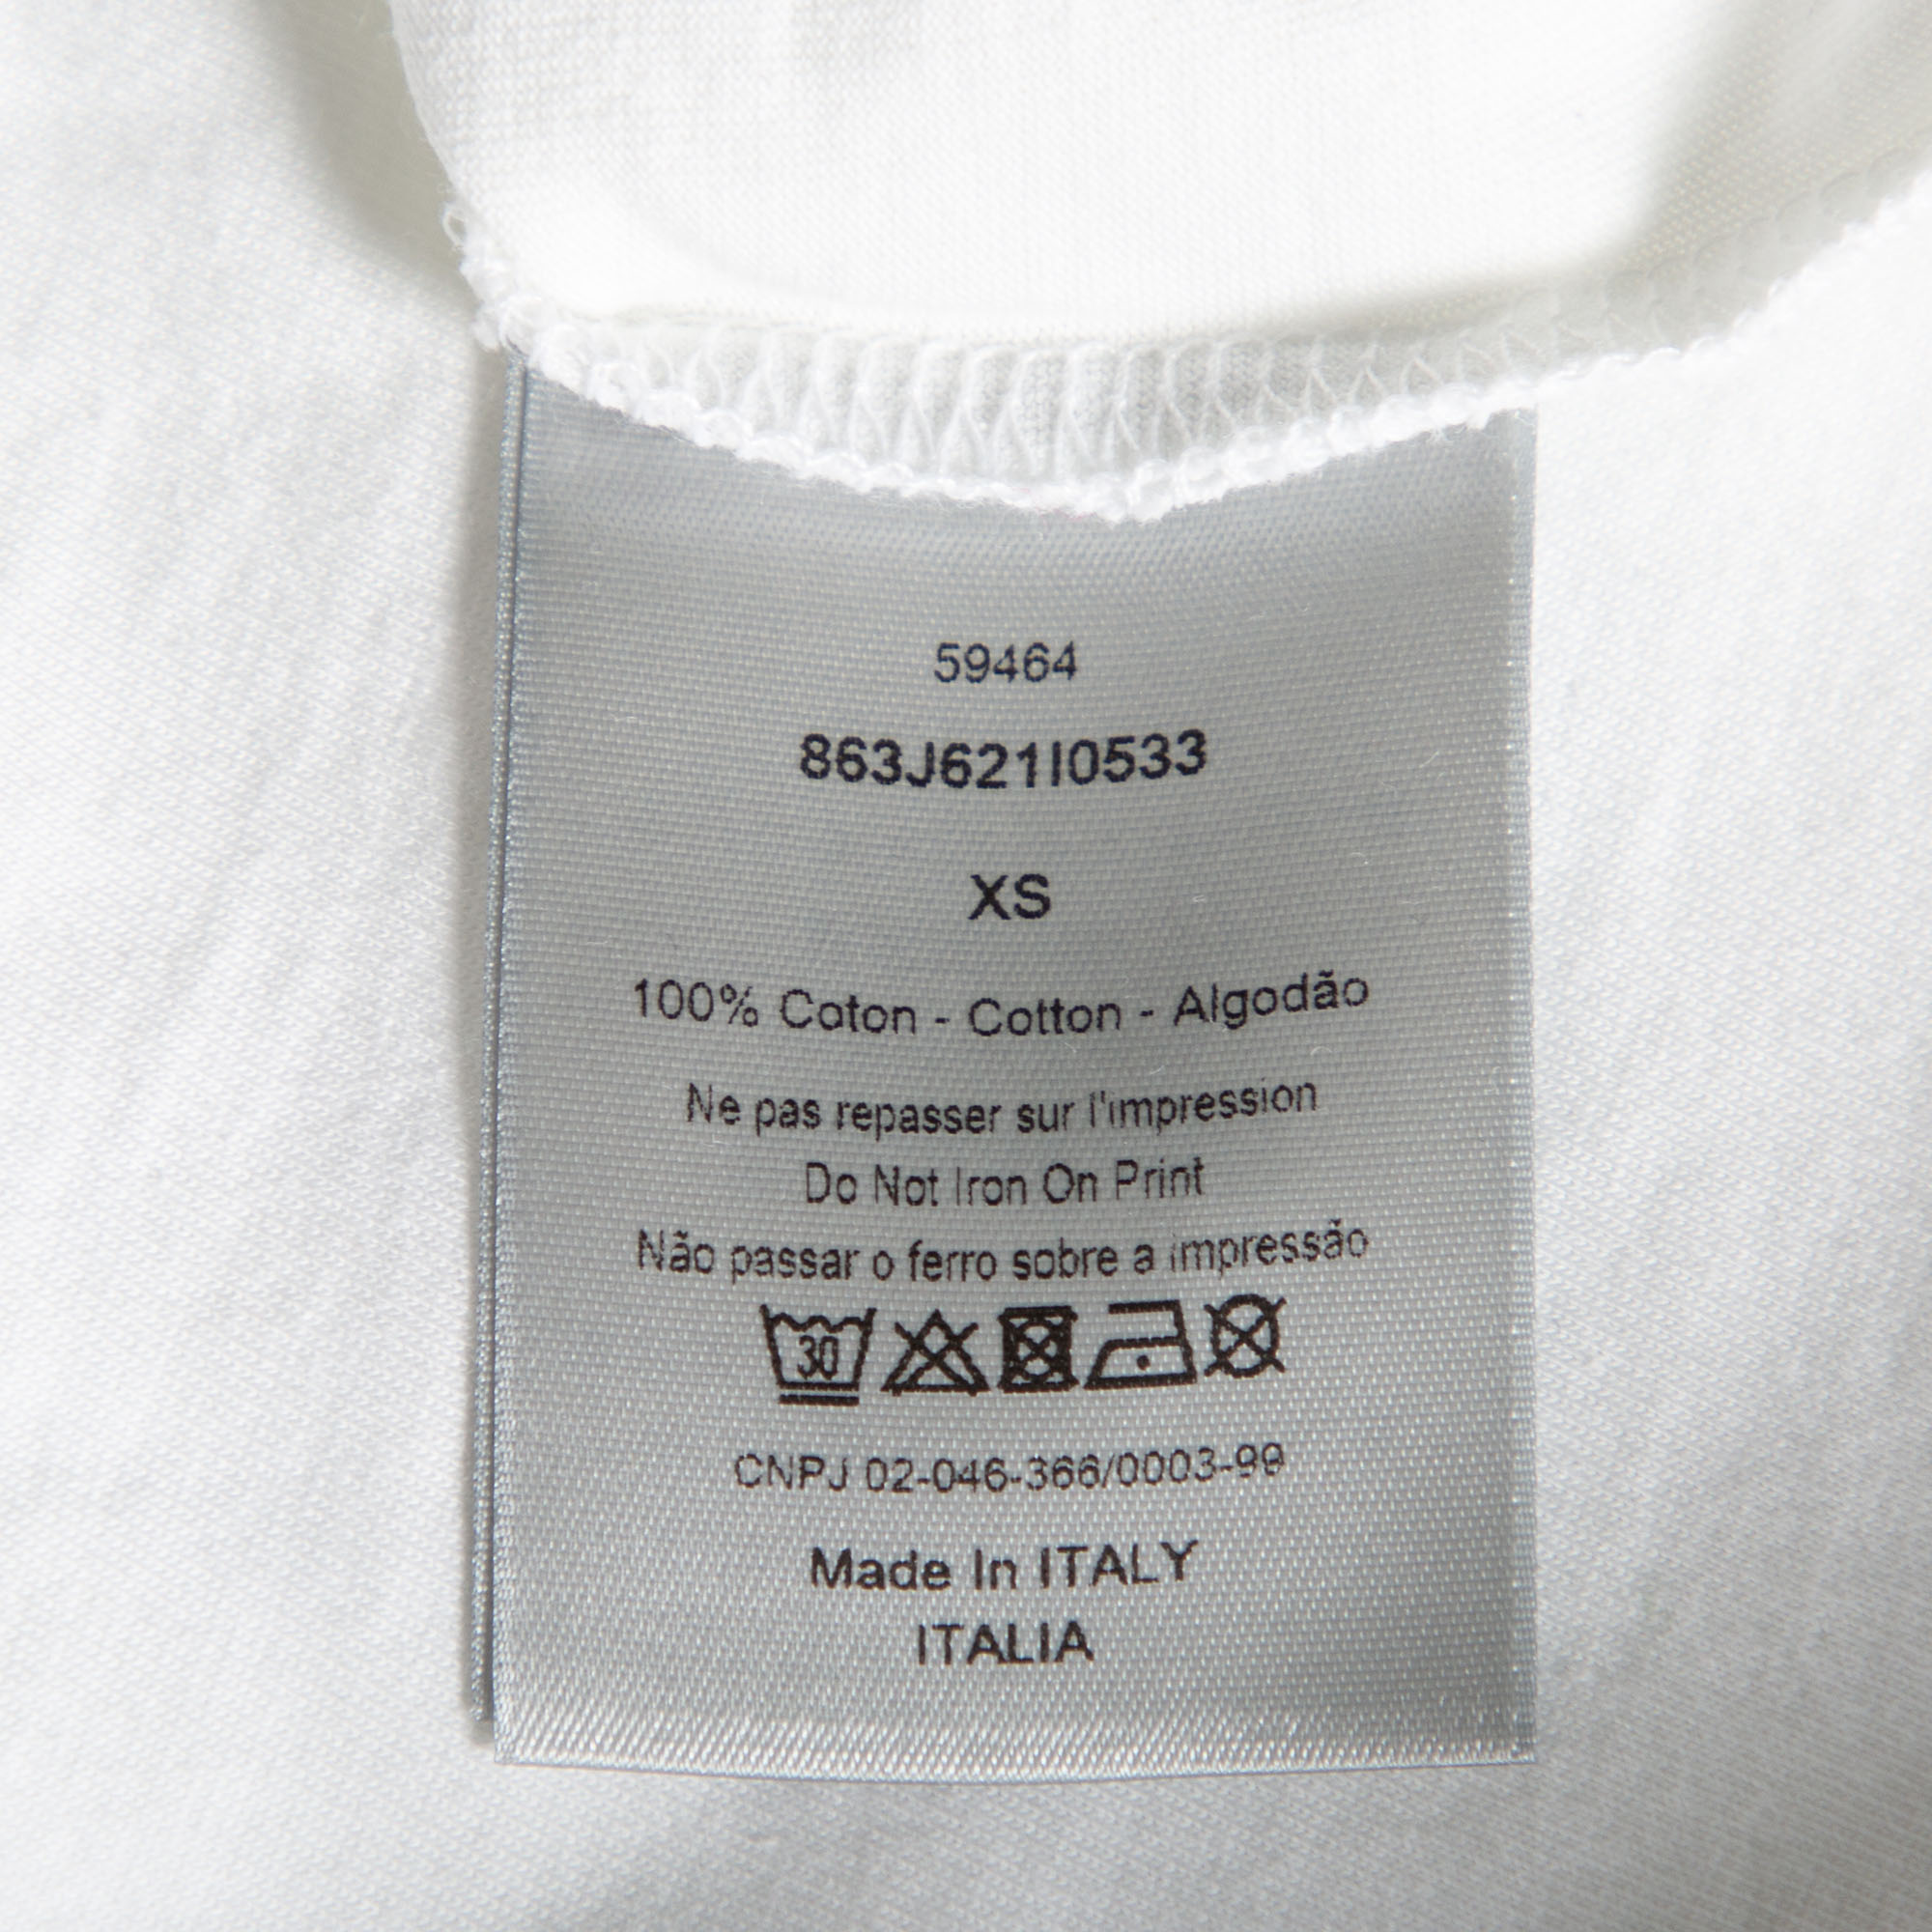 59464
863J621I0533
XS
100% Coton - Cotton - Algodão
Ne pas repasser sur l'impression
Do Not Iron On Print
Não passar o ferro sobre a impressão
30
CNPJ 02-046-366/0003-99
Made In ITALY
ITALIA